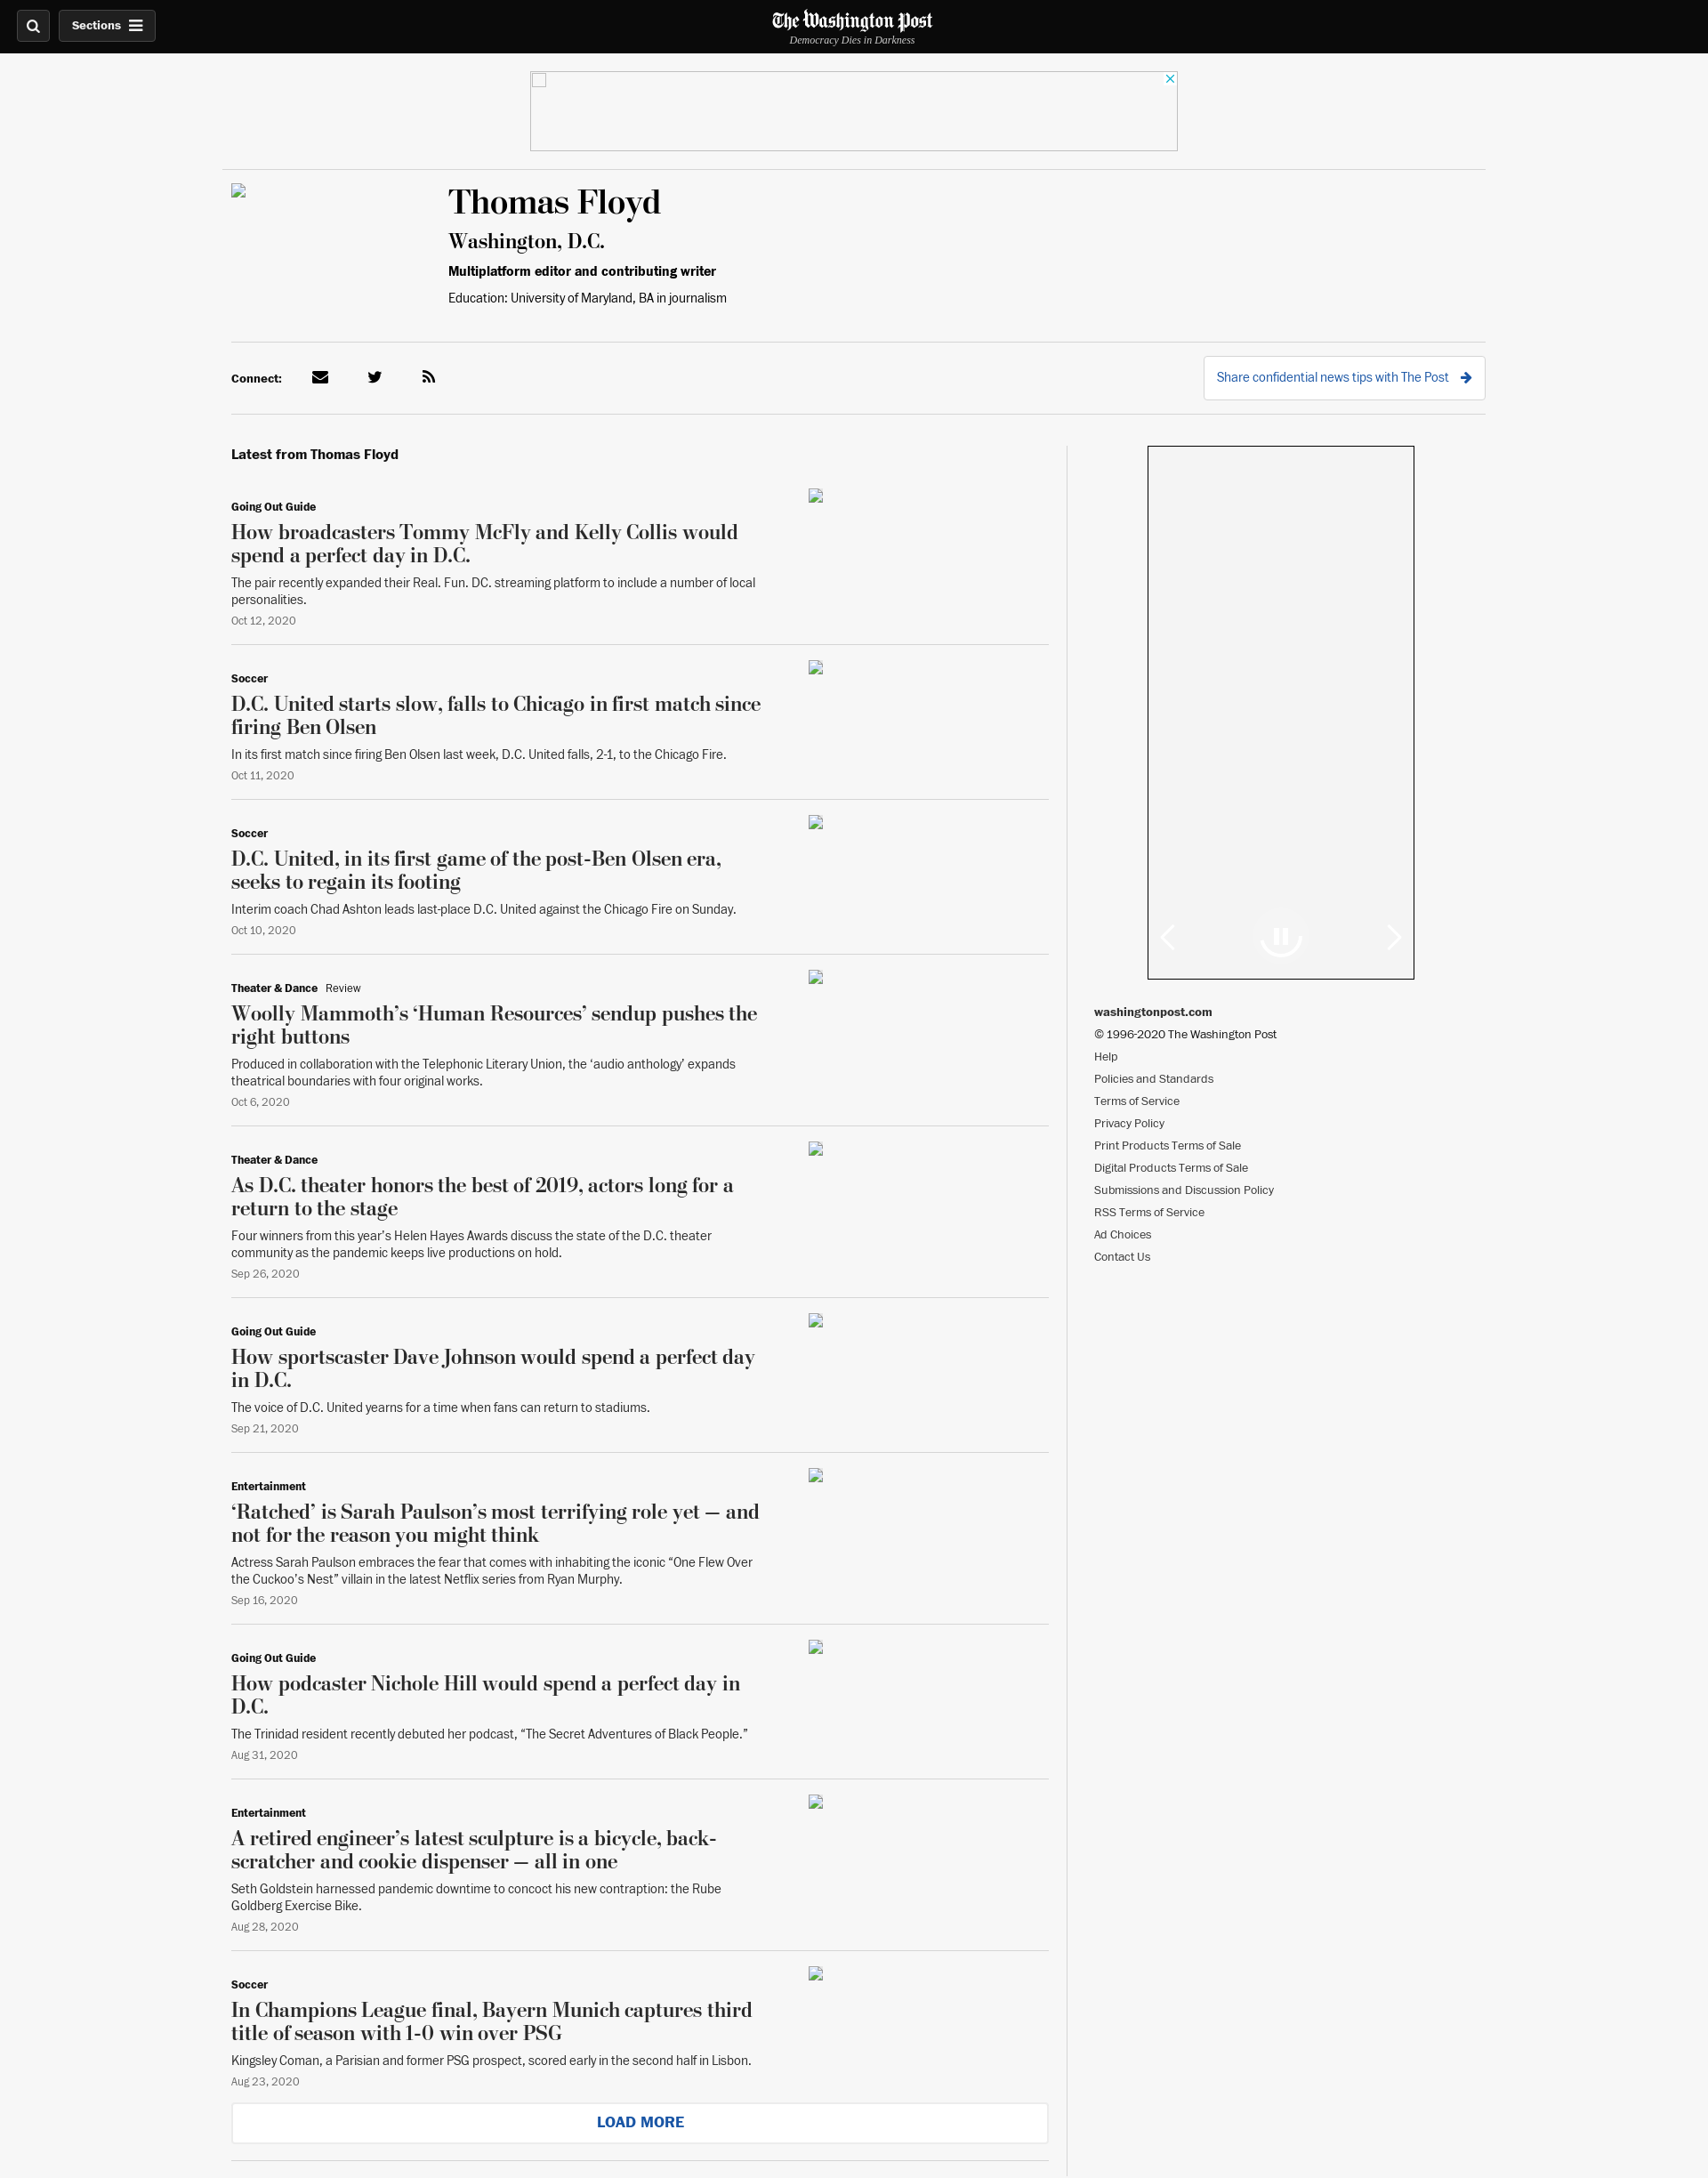 Sections
The Washington Post
Democracy Dies in Darkness
Thomas Floyd
Washington, D.C.
Multiplatform editor and contributing writer
Education: University of Maryland, BA in journalism
Connect:
Share confidential news tips with The Post
Latest from Thomas Floyd
Going Out Guide
How broadcasters Tommy McFly and Kelly Collis would
spend a perfect day in D.C.
The pair recently expanded their Real. Fun. DC. streaming platform to include a number of local
personalities.
Oct 12, 2020
Soccer
D.C. United starts slow, falls to Chicago in first match since
firing Ben Olsen
In its first match since firing Ben Olsen last week, D.C. United falls, 2-1, to the Chicago Fire.
Oct 11, 2020
Soccer
D.C. United, in its first game of the post-Ben Olsen era,
seeks to regain its footing
Interim coach Chad Ashton leads last-place D.C. United against the Chicago Fire on Sunday.
Oct 10, 2020
Theater & Dance Review
Woolly Mammoth’s ‘Human Resources’ sendup pushes the
right buttons
Produced in collaboration with the Telephonic Literary Union, the ‘audio anthology’ expands
theatrical boundaries with four original works.
Oct 6, 2020
Theater & Dance
As D.C. theater honors the best of 2019, actors long for a
return to the stage
Four winners from this year’s Helen Hayes Awards discuss the state of the D.C. theater
community as the pandemic keeps live productions on hold.
Sep 26, 2020
Going Out Guide
How sportscaster Dave Johnson would spend a perfect day
in D.C.
The voice of D.C. United yearns for a time when fans can return to stadiums.
Sep 21, 2020
Entertainment
‘Ratched’ is Sarah Paulson’s most terrifying role yet — and
not for the reason you might think
Actress Sarah Paulson embraces the fear that comes with inhabiting the iconic “One Flew Over
the Cuckoo’s Nest” villain in the latest Netflix series from Ryan Murphy.
Sep 16, 2020
Going Out Guide
How podcaster Nichole Hill would spend a perfect day in
D.C.
The Trinidad resident recently debuted her podcast, “The Secret Adventures of Black People.”
Aug 31, 2020
Entertainment
A retired engineer’s latest sculpture is a bicycle, back-
scratcher and cookie dispenser — all in one
Seth Goldstein harnessed pandemic downtime to concoct his new contraption: the Rube
Goldberg Exercise Bike.
Aug 28, 2020
Soccer
In Champions League final, Bayern Munich captures third
title of season with 1-0 win over PSG
Kingsley Coman, a Parisian and former PSG prospect, scored early in the second half in Lisbon.
Aug 23, 2020
LOAD MORE
washingtonpost.com
© 1996-2020 The Washington Post
Help
Policies and Standards
Terms of Service
Privacy Policy
Print Products Terms of Sale
Digital Products Terms of Sale
Submissions and Discussion Policy
RSS Terms of Service
Ad Choices
Contact Us